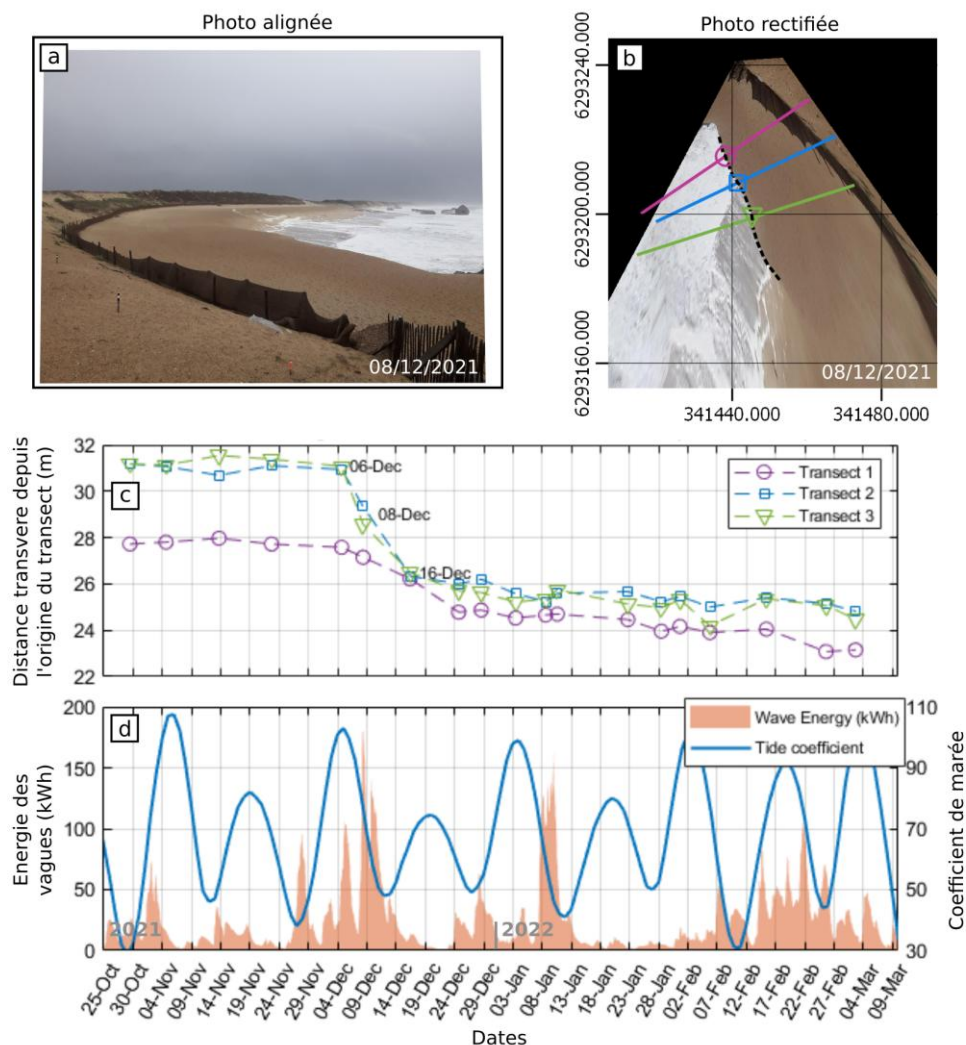 Photo alignée
Photo rectifiée
a
08/12/2021
b
6293240.000
6293200.000
6293160.000
08/12/2021
341440.000
341480.000
Distance transvere depuis
l'origine du transect (m)
32
30
28
26
24
22
c
06-Dec
08-Dec
16-Dec
Transect 1
Transect 2
Transect 3
Energie des
vagues (kWh)
200
150
100
50
0
d
Wave Energy (kWh)
Tide coefficient
110
90
70
50
30
Coefficient de marée
2021
2022
25-Oct
30-Oct
04-Nov
09-Nov
14-Nov
19-Nov
24-Nov
29-Nov
04-Dec
09-Dec
14-Dec
19-Dec
24-Dec
29-Dec
03-Jan
08-Jan
13-Jan
18-Jan
23-Jan
28-Jan
02-Feb
07-Feb
12-Feb
17-Feb
22-Feb
27-Feb
04-Mar
09-Mar
Dates